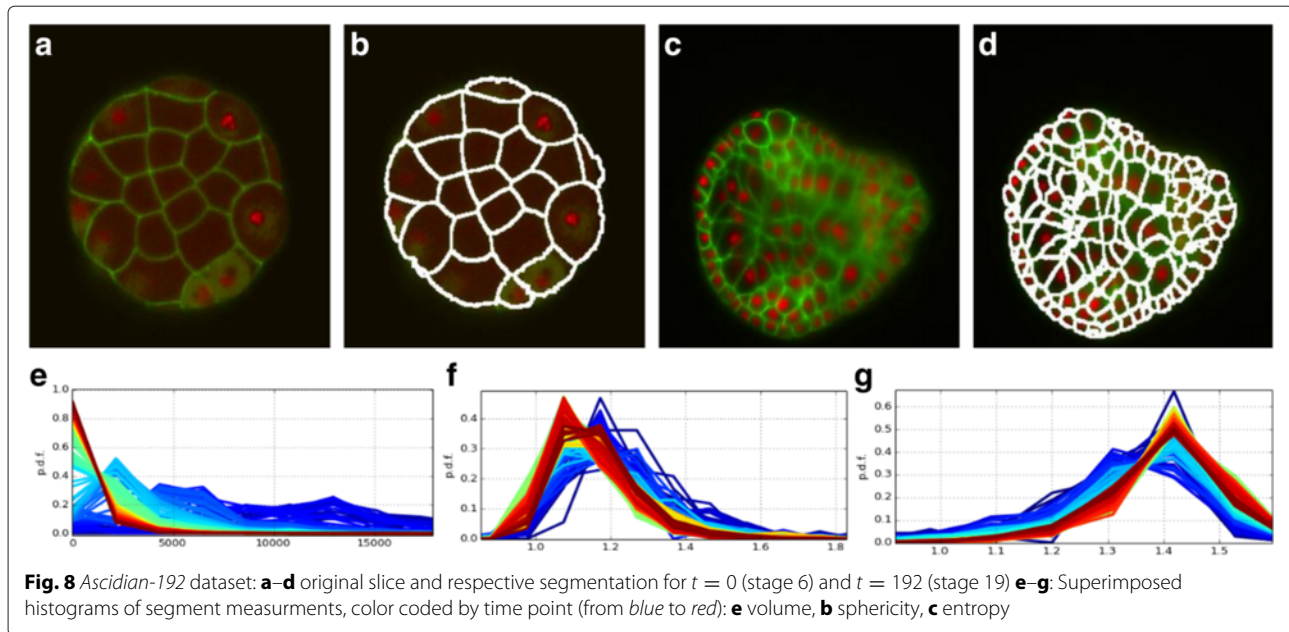 a b c d
e f g
1.0
0.8
0.6
0.4
0.2
0.0
p.d.f.
0 5000 10000 15000
0.4
0.3
0.2
0.1
0.0
p.d.f.
1.0 1.2 1.4 1.6 1.8
0.6
0.5
0.4
0.3
0.2
0.1
0.0
p.d.f.
1.0 1.1 1.2 1.3 1.4 1.5
Fig. 8 Ascidian-192 dataset: a–d original slice and respective segmentation for t = 0 (stage 6) and t = 192 (stage 19) e–g: Superimposed
histograms of segment measurments, color coded by time point (from blue to red): e volume, b sphericity, c entropy